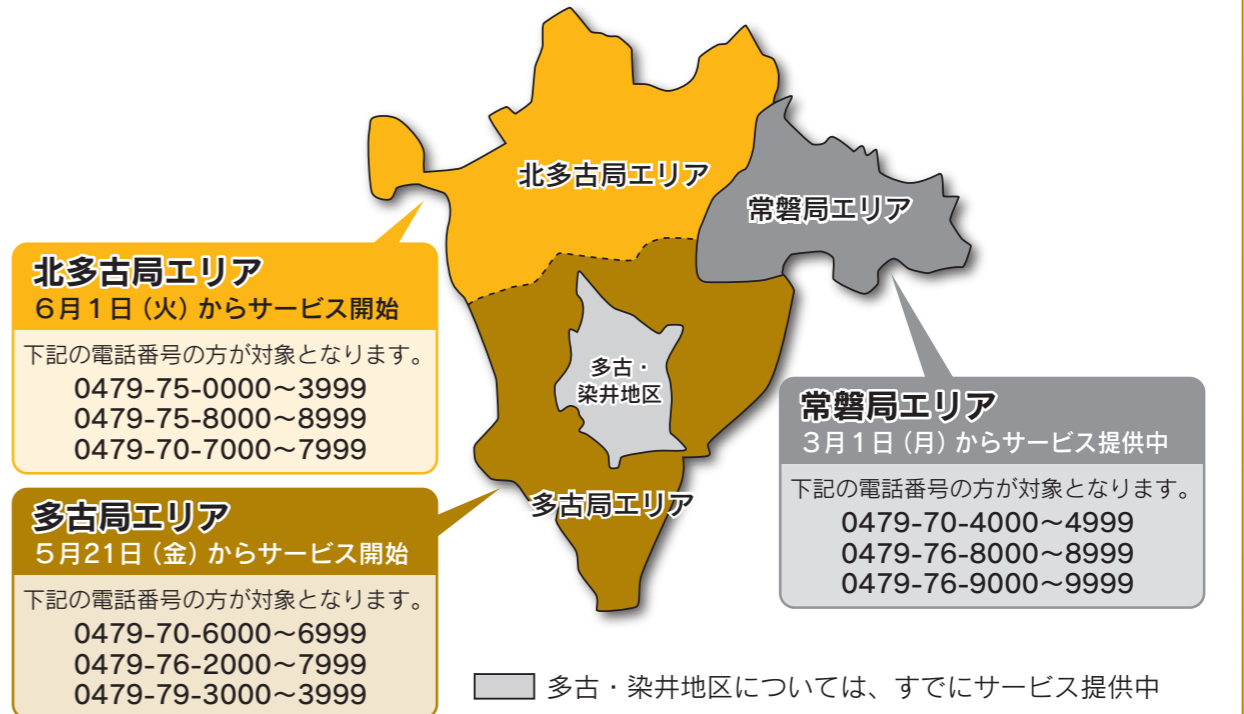 北多古局エリア
常磐局エリア
北多古局エリア
6月1日（火）からサービス開始
下記の電話番号の方が対象となります。
0479-75-0000～3999
0479-75-8000～8999
0479-70-7000～7999
多古・
染井地区
常磐局エリア
3月1日（月）からサービス提供中
下記の電話番号の方が対象となります。
0479-70-4000～4999
0479-76-8000～8999
0479-76-9000～9999
多古局エリア
多古局エリア
5月21日（金）からサービス開始
下記の電話番号の方が対象となります。
0479-70-6000～6999
0479-76-2000～7999
0479-79-3000～3999
多古・染井地区については、すでにサービス提供中